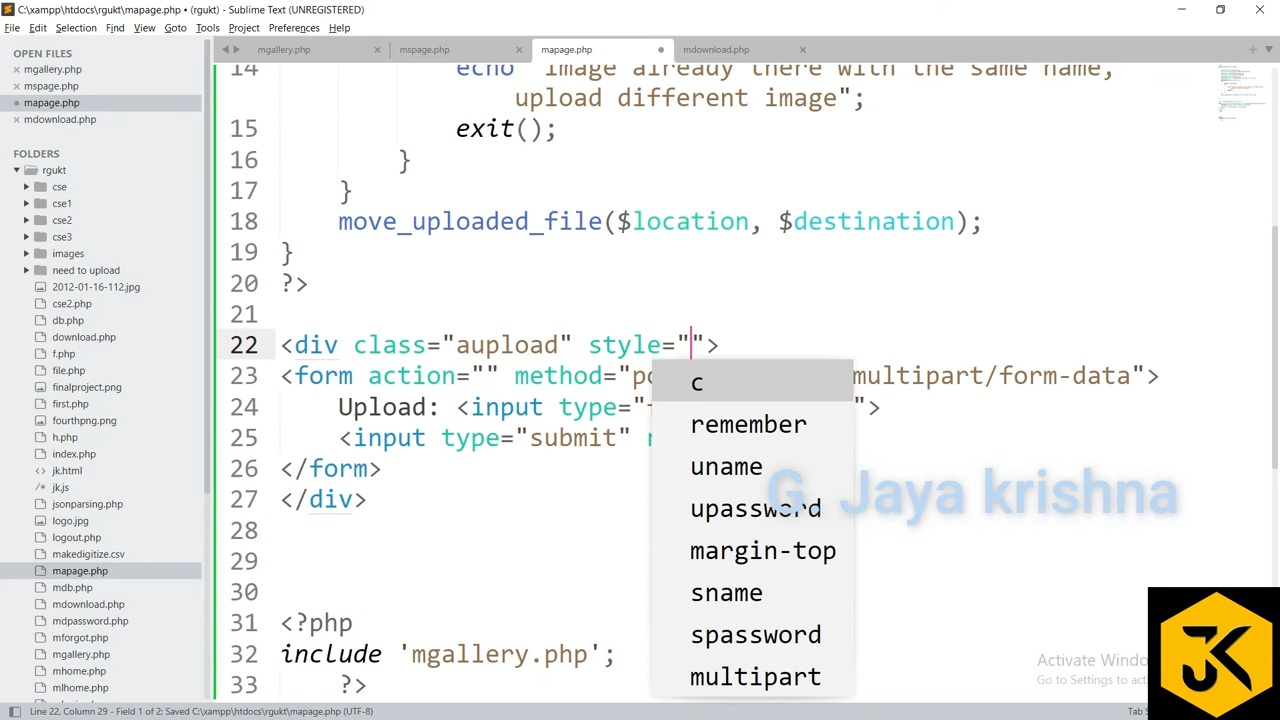 C:\xampp\htdocs\rgukt\mapage.php • (rgukt) - Sublime Text (UNREGISTERED)
File Edit Selection Find View Goto Tools Project Preferences Help
OPEN FILES
mgallery.php
mspage.php
mapage.php
mdownload.php
FOLDERS
rgukt
cse
cse1
cse2
cse3
images
need to upload
2012-01-16-112.jpg
cse2.php
db.php
download.php
f.php
file.php
finalproject.png
first.php
fourthpng.png
h.php
index.php
jk.html
jk.js
jsonparsing.php
logo.jpg
logout.php
makedigitize.csv
mapage.php
mdb.php
mdownload.php
mdpassword.php
mforgot.php
mgallery.php
mhome.php
mlhome.php
mgallery.php mspage.php mapage.php mdownload.php
14 echo "image already there with the same name,
upload different image";
15 exit();
16 }
17 }
18 move_uploaded_file($location, $destination);
19 }
20 ?>
21
22 <div class="aupload" style="">
23 <form action="" method="po multipart/form-data">
24 Upload: <input type="f ">
25 <input type="submit" n
26 </form>
27 </div>
28
29
30
31 <?php
32 include 'mgallery.php';
33 ?>
c
remember
uname
upassword
margin-top
sname
spassword
multipart
G. Jaya krishna
Activate Windo
Go to Settings to acti
JK
Line 22, Column 29 - Field 1 of 2; Saved C:\xampp\htdocs\rgukt\mapage.php (UTF-8)
Tab S